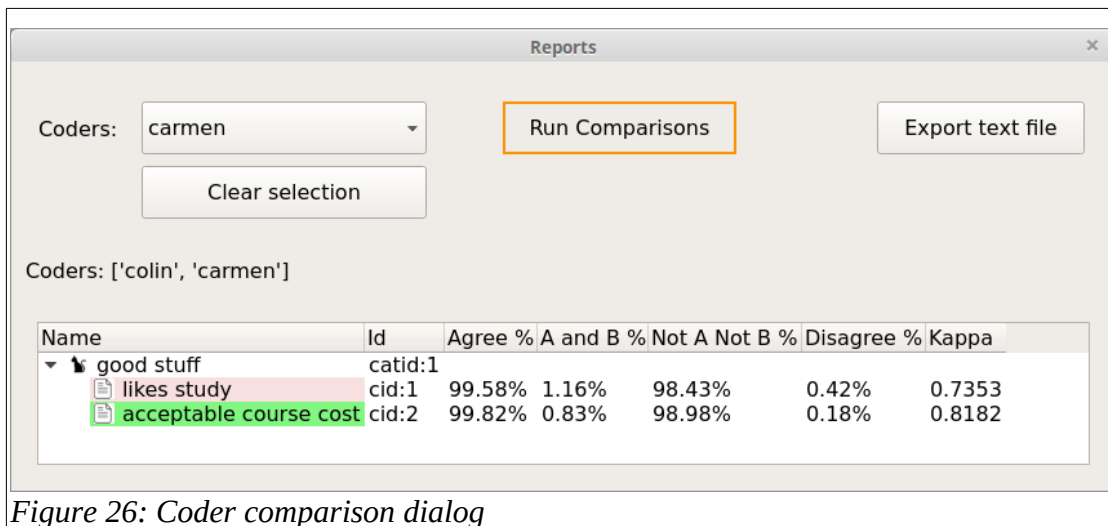 Reports ×
Coders: carmen Run Comparisons Export text file
Clear selection
Coders: ['colin', 'carmen']
Name Id Agree % A and B % Not A Not B % Disagree % Kappa
good stuff catid:1
likes study cid:1 99.58% 1.16% 98.43% 0.42% 0.7353
acceptable course cost cid:2 99.82% 0.83% 98.98% 0.18% 0.8182
Figure 26: Coder comparison dialog